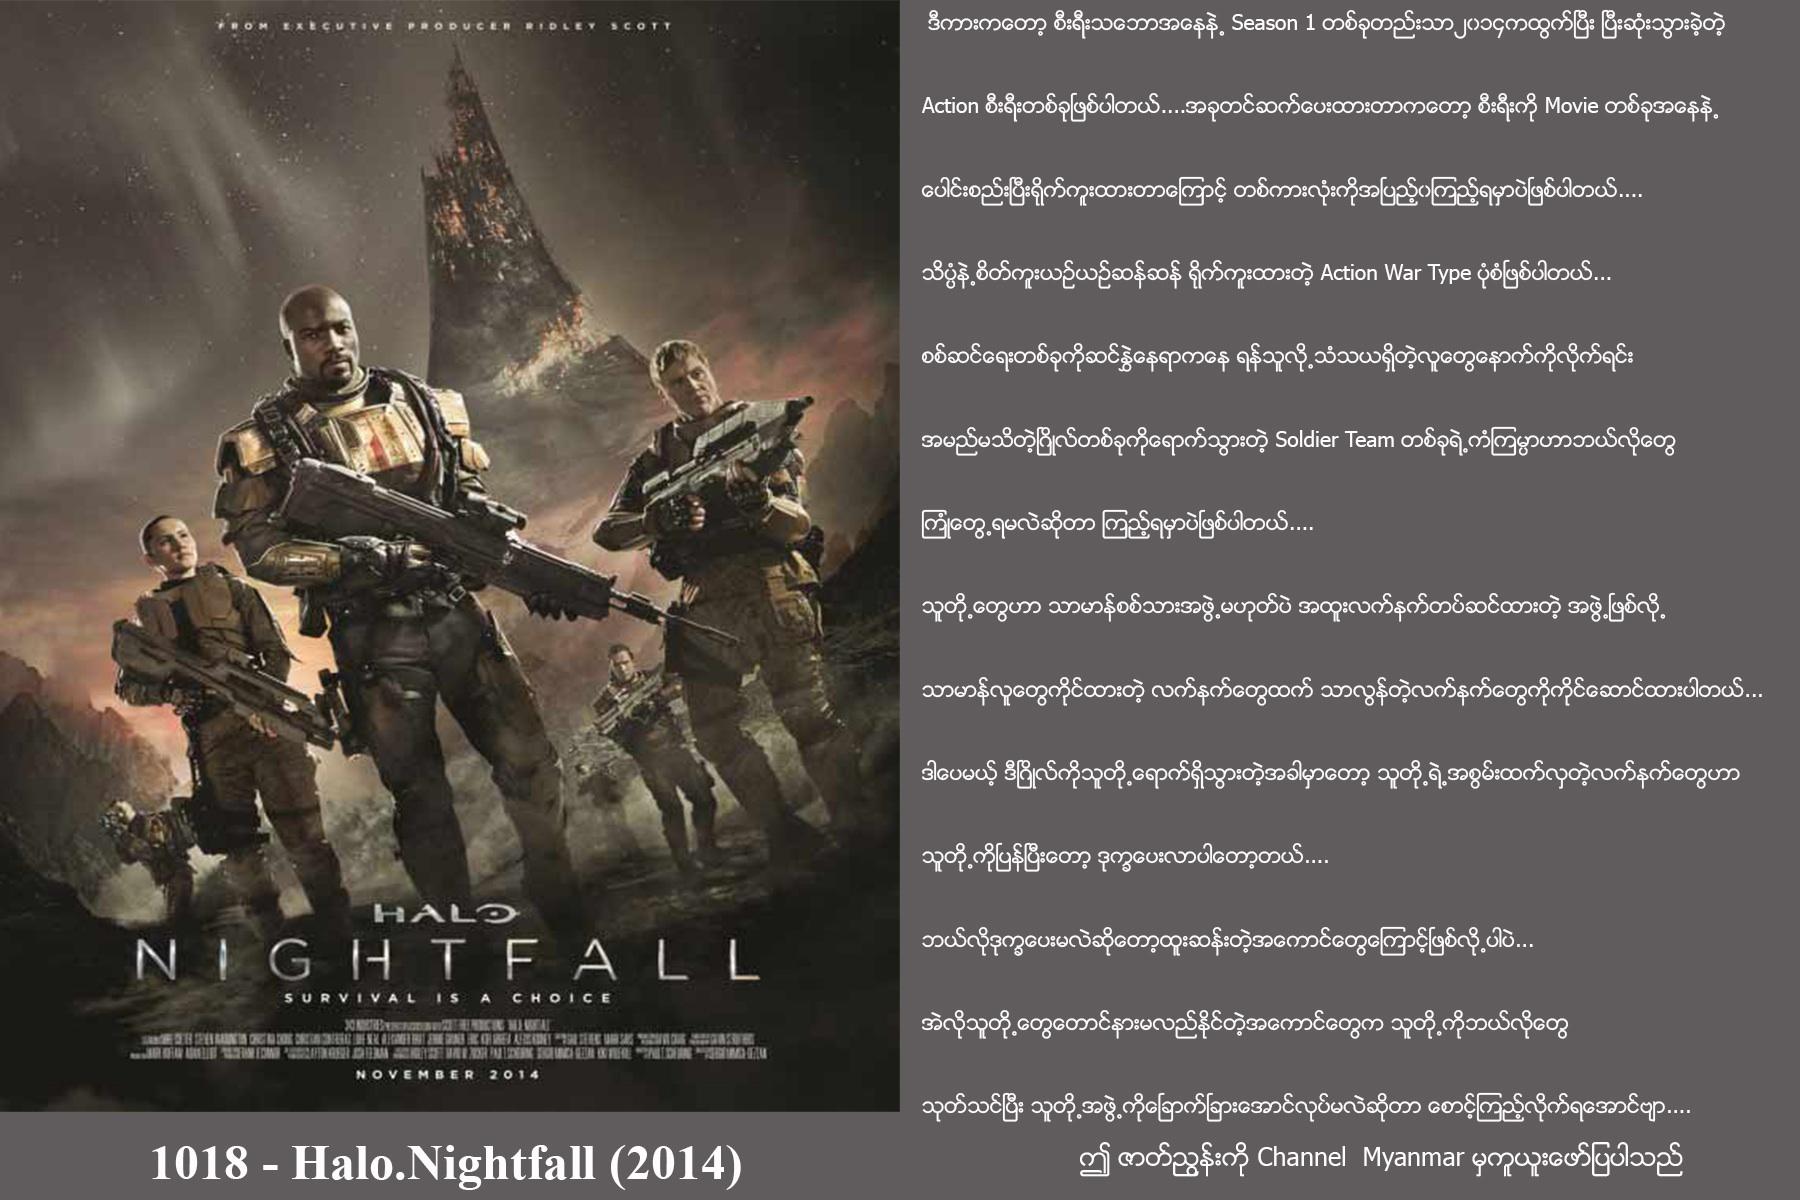 FROM EXECUTIVE PRODUCER RIDLEY SCOTT
HALO
NIGHTFALL
SURVIVAL IS A CHOICE
NOVEMBER 2014
1018 - Halo.Nightfall (2014)
ဒီကားကတော့ စီးရီးသဘောအနေနဲ့ Season 1 တစ်ခုတည်းသာ၂၀၁၄ကထွက်ပြီး ပြီးဆုံးသွားခဲ့တဲ့
Action စီးရီးတစ်ခုဖြစ်ပါတယ်....အခုတင်ဆက်ပေးထားတာကတော့ စီးရီးကို Movie တစ်ခုအနေနဲ့
ပေါင်းစည်းပြီးရိုက်ကူးထားတာကြောင့် တစ်ကားလုံးကိုအပြည့်၀ကြည့်ရမှာပဲဖြစ်ပါတယ်....
သိပ္ပံနဲ့စိတ်ကူးယဉ်ယဉ်ဆန်ဆန် ရိုက်ကူးထားတဲ့ Action War Type ပုံစံဖြစ်ပါတယ်...
စစ်ဆင်ရေးတစ်ခုကိုဆင်နွှဲနေရာကနေ ရန်သူလို့သံသယရှိတဲ့လူတွေနောက်ကိုလိုက်ရင်း
အမည်မသိတဲ့ဂြိုလ်တစ်ခုကိုရောက်သွားတဲ့ Soldier Team တစ်ခုရဲ့ကံကြမ္မာဟာဘယ်လိုတွေ
ကြုံတွေ့ရမလဲဆိုတာ ကြည့်ရမှာပဲဖြစ်ပါတယ်....
သူတို့တွေဟာ သာမာန်စစ်သားအဖွဲ့မဟုတ်ပဲ အထူးလက်နက်တပ်ဆင်ထားတဲ့ အဖွဲ့ဖြစ်လို့
သာမာန်လူတွေကိုင်ထားတဲ့ လက်နက်တွေထက် သာလွန်တဲ့လက်နက်တွေကိုကိုင်ဆောင်ထားပါတယ်...
ဒါပေမယ့် ဒီဂြိုလ်ကိုသူတို့ရောက်ရှိသွားတဲ့အခါမှာတော့ သူတို့ရဲ့အစွမ်းထက်လှတဲ့လက်နက်တွေဟာ
သူတို့ကိုပြန်ပြီးတော့ ဒုက္ခပေးလာပါတော့တယ်....
ဘယ်လိုဒုက္ခပေးမလဲဆိုတော့ထူးဆန်းတဲ့အကောင်တွေကြောင့်ဖြစ်လို့ပါပဲ...
အဲလိုသူတို့တွေတောင်နားမလည်နိုင်တဲ့အကောင်တွေက သူတို့ကိုဘယ်လိုတွေ
သုတ်သင်ပြီး သူတို့အဖွဲ့ကိုခြောက်ခြားအောင်လုပ်မလဲဆိုတာ စောင့်ကြည့်လိုက်ရအောင်ဗျာ....
ဤ ဇာတ်ညွှန်းကို Channel Myanmar မှကူယူးဖော်ပြပါသည်